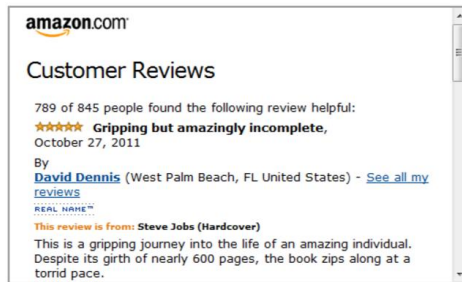 amazon.com
Customer Reviews
789 of 845 people found the following review helpful:
Gripping but amazingly incomplete,
October 27, 2011
By
David Dennis (West Palm Beach, FL United States) - See all my
reviews
REAL NAME™
This review is from: Steve Jobs (Hardcover)
This is a gripping journey into the life of an amazing individual.
Despite its girth of nearly 600 pages, the book zips along at a
torrid pace.